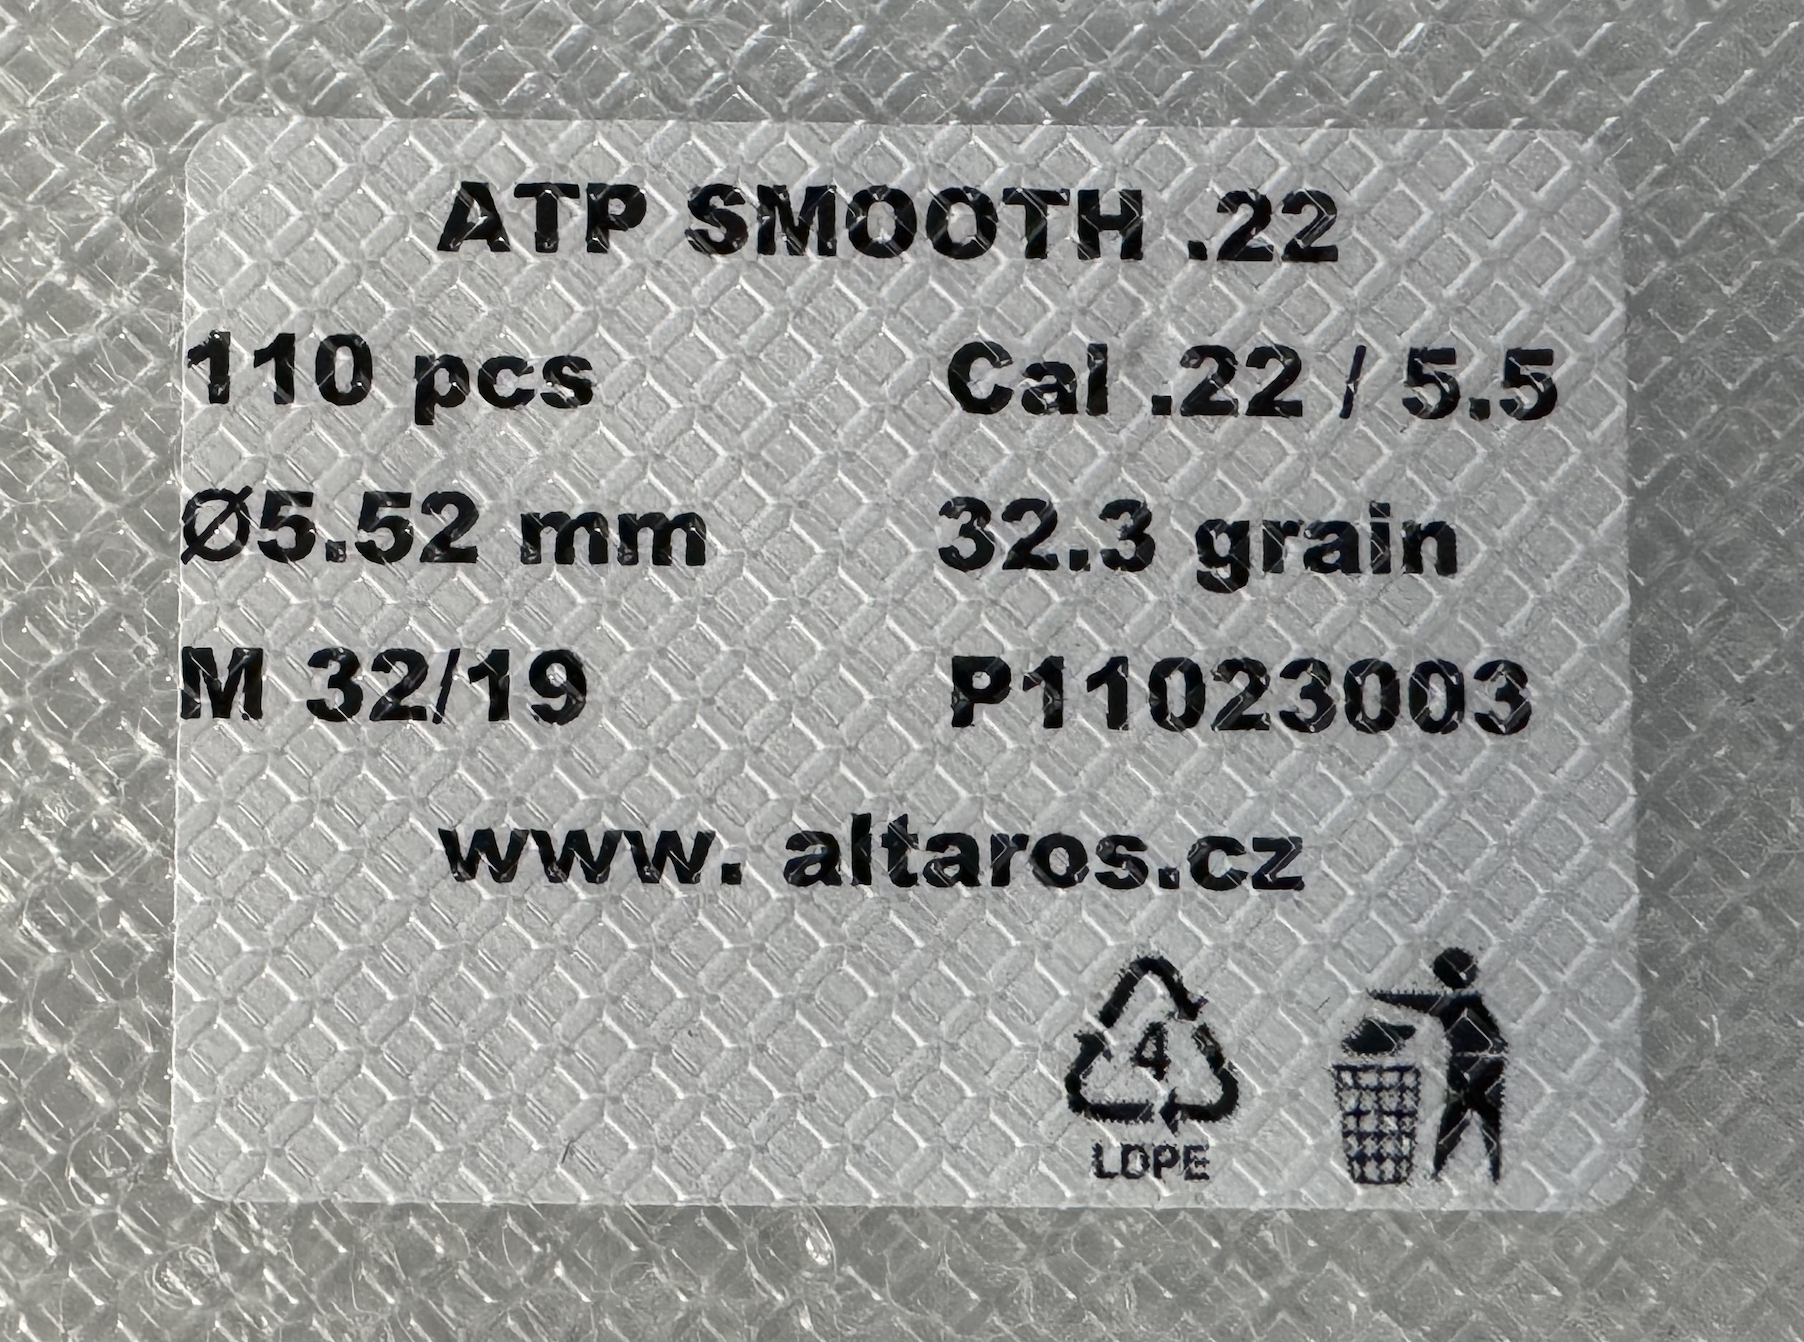 ATP SMOOTH .22
110 pcs Cal .22 / 5.5
Ø5.52 mm 32.3 grain
M 32/19 P11023003
www. altaros.cz
4
LDPE